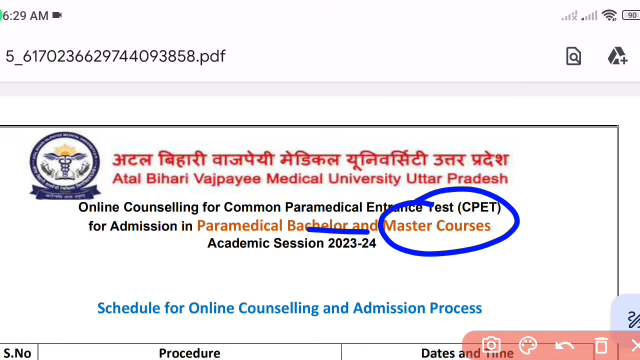 6:29 AM
90
5_6170236629744093858.pdf
अटल बिहारी वाजपेयी मेडिकल यूनिवर्सिटी उत्तर प्रदेश
Atal Bihari Vajpayee Medical University Uttar Pradesh
Online Counselling for Common Paramedical Entrance Test (CPET)
for Admission in Paramedical Bachelor and Master Courses
Academic Session 2023-24
Schedule for Online Counselling and Admission Process
S.No Procedure Dates and Time